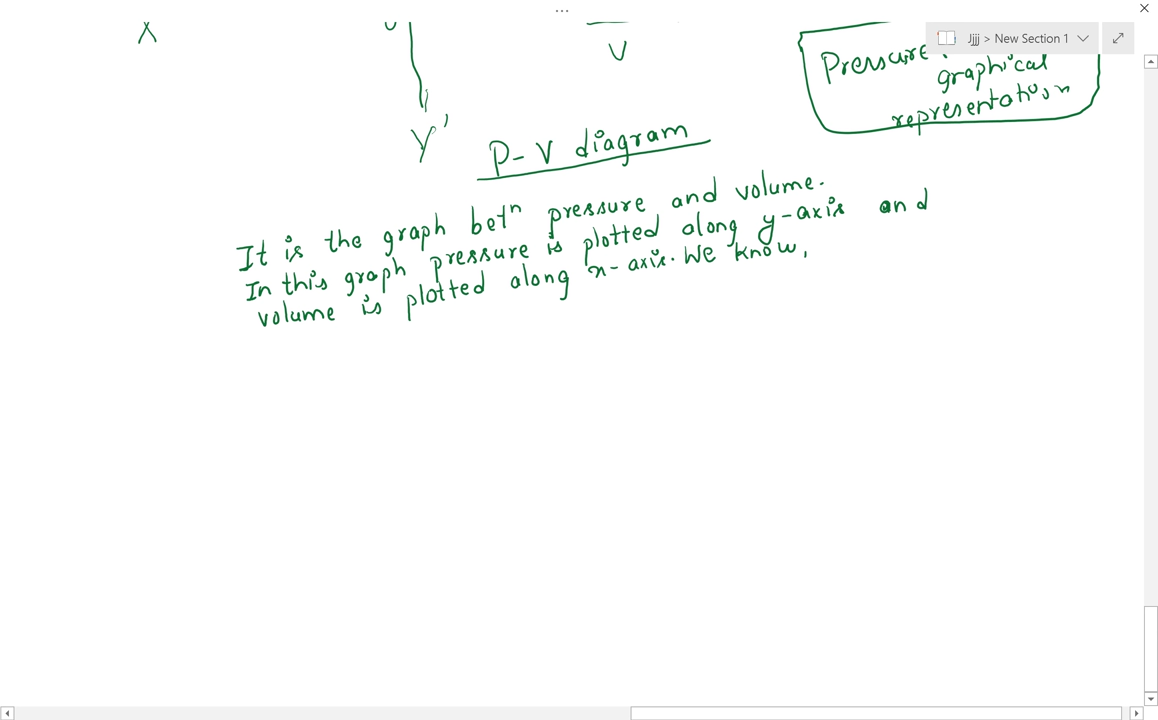 Jjjj > New Section 1
X
V
Pressure
graphical
representation
Y'
P-V diagram
It is the graph betn pressure and volume.
In this graph pressure is plotted along y-axis and
volume is plotted along x-axis. We know,